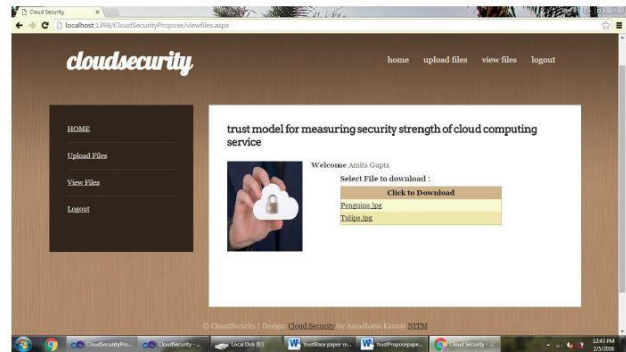 Cloud Security
localhost:1396/CloudSecurityPropose/viewfiles.aspx
cloudsecurity
home upload files view files logout
HOME
Upload Files
View Files
Logout
trust model for measuring security strength of cloud computing
service
Welcome Amita Gupta
Select File to download :
Click to Download
Penguins.jpg
Tulips.jpg
© CloudSecurity | Design: Cloud Security by Aaradhana Kaurav NITM
CloudSecurityPro... CloudSecurity - ... Local Disk (E:) trustBase paper re... trustProposepape... Cloud Security - ...
12:43 PM
2/5/2016